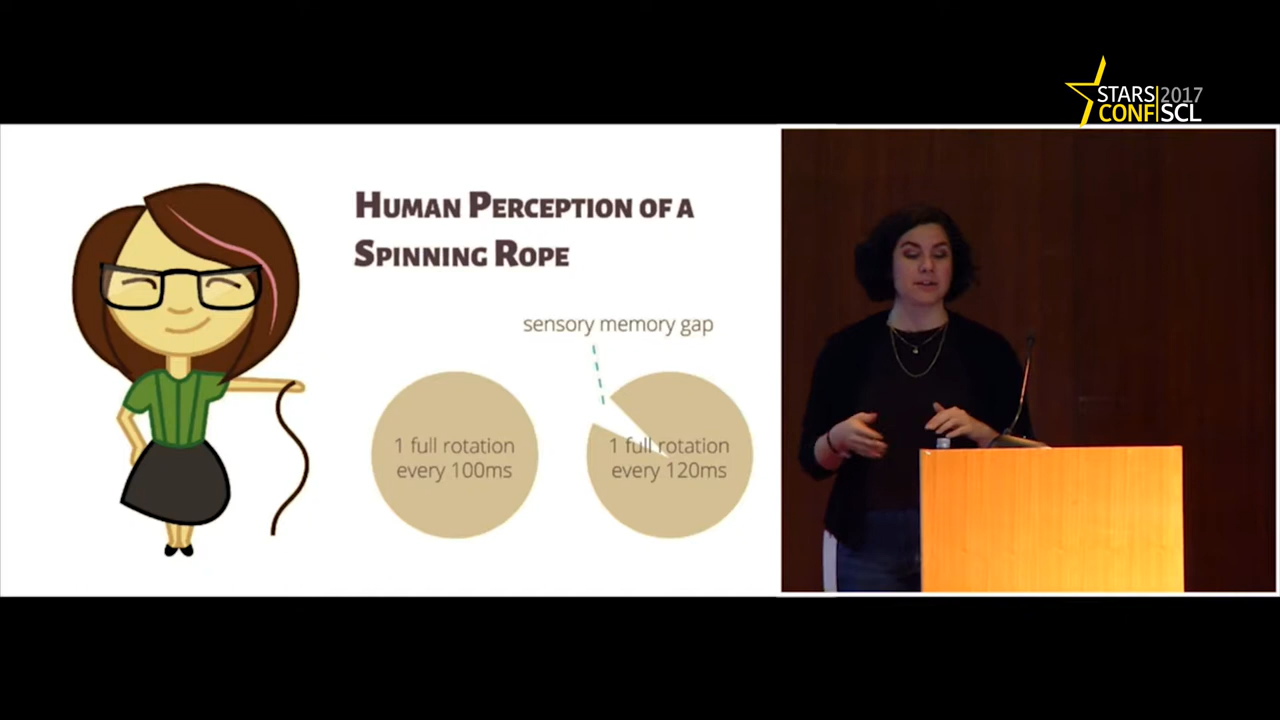 STARS 2017
CONF SCL
HUMAN PERCEPTION OF A
SPINNING ROPE
sensory memory gap
1 full rotation
every 100ms
1 full rotation
every 120ms